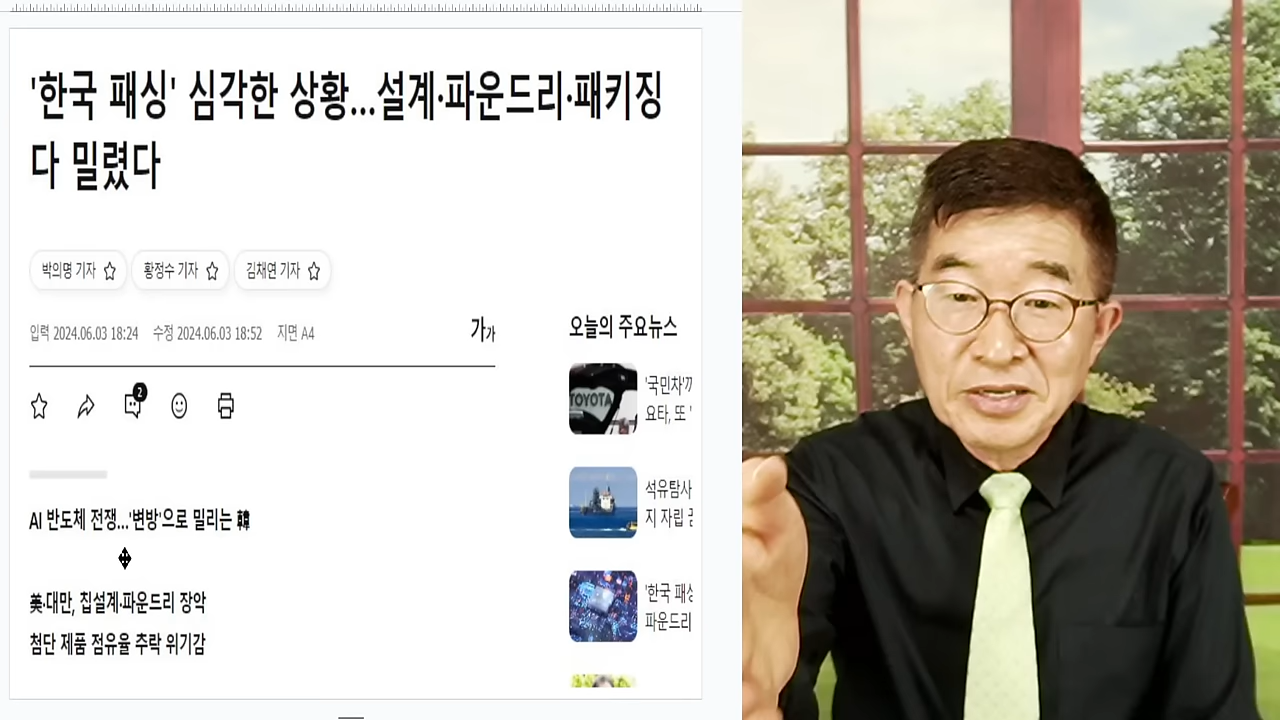 '한국 패싱' 심각한 상황...설계·파운드리·패키징
다 밀렸다
박의명 기자 황정수 기자 김채연 기자
입력 2024.06.03 18:24 수정 2024.06.03 18:52 지면 A4
가가
오늘의 주요뉴스
2
TOYOTA
'국민차'
요타, 또 '
석유탐사
지 자립
AI 반도체 전쟁...'변방'으로 밀리는 韓
'한국 패싱
파운드리
美·대만, 칩설계·파운드리 장악
첨단 제품 점유율 추락 위기감